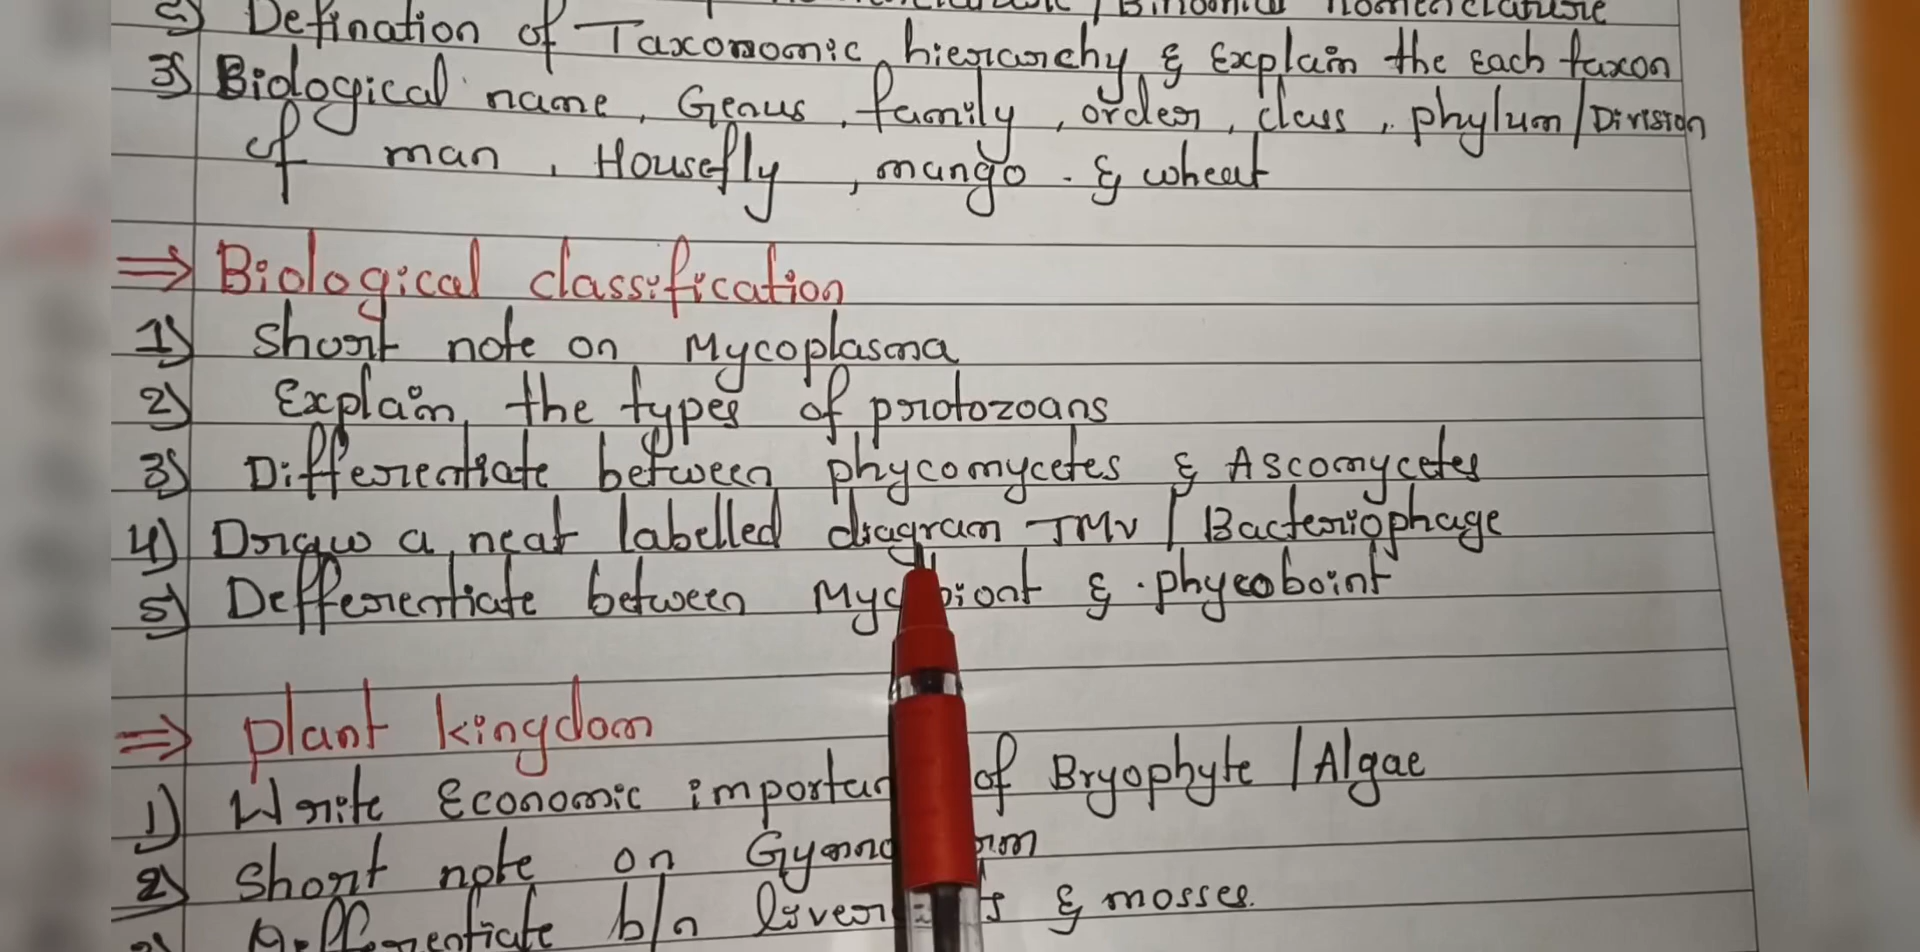 2) Defination of Taxonomic hierarchy & Explain the Each taxon
3) Biological name, Genus, family, order, class, phylum/Division
of man, Housefly, mango. & wheat
⇒ Biological classification
1) Short note on Mycoplasma
2) Explain the types of protozoans
3) Differentiate between phycomycetes & Ascomycetes
4) Draw a neat labelled diagram TMV / Bacteriophage
5) Defferentiate between & phycoboint
⇒ plant kingdom
1) Write Economic of Bryophyte / Algae
2) Short note on
b/n & mosses.